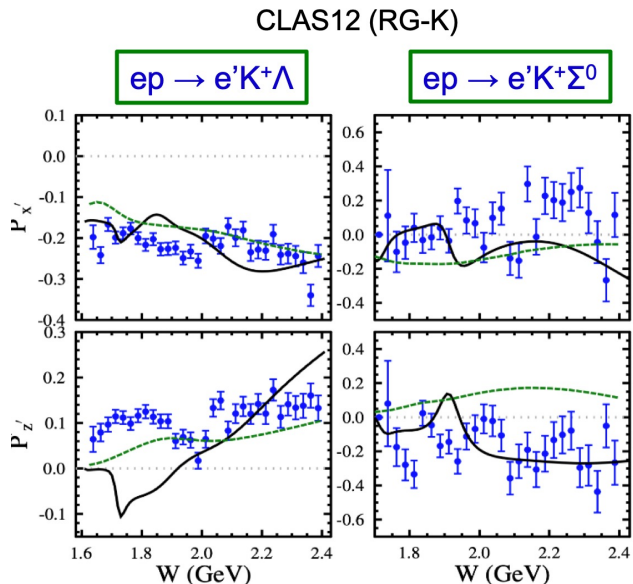 CLAS12 (RG-K)
ep → e’K⁺Λ
ep → e’K⁺Σ⁰
0.1
0.0
-0.1
-0.2
-0.3
-0.4
Pₓ′
0.6
0.4
0.2
0.0
-0.2
-0.4
0.3
0.2
0.1
0.0
-0.1
P_z′
0.4
0.2
0.0
-0.2
-0.4
-0.6
1.6 1.8 2.0 2.2 2.4
W (GeV)
1.8 2.0 2.2 2.4
W (GeV)